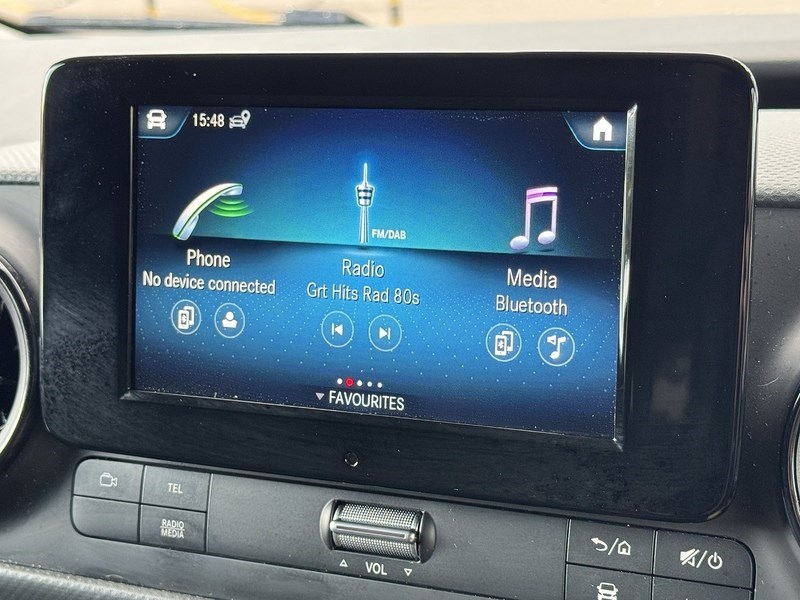 15:48
FM/DAB
Phone
No device connected
Radio
Grt Hits Rad 80s
Media
Bluetooth
FAVOURITES
TEL
RADIO
MEDIA
VOL